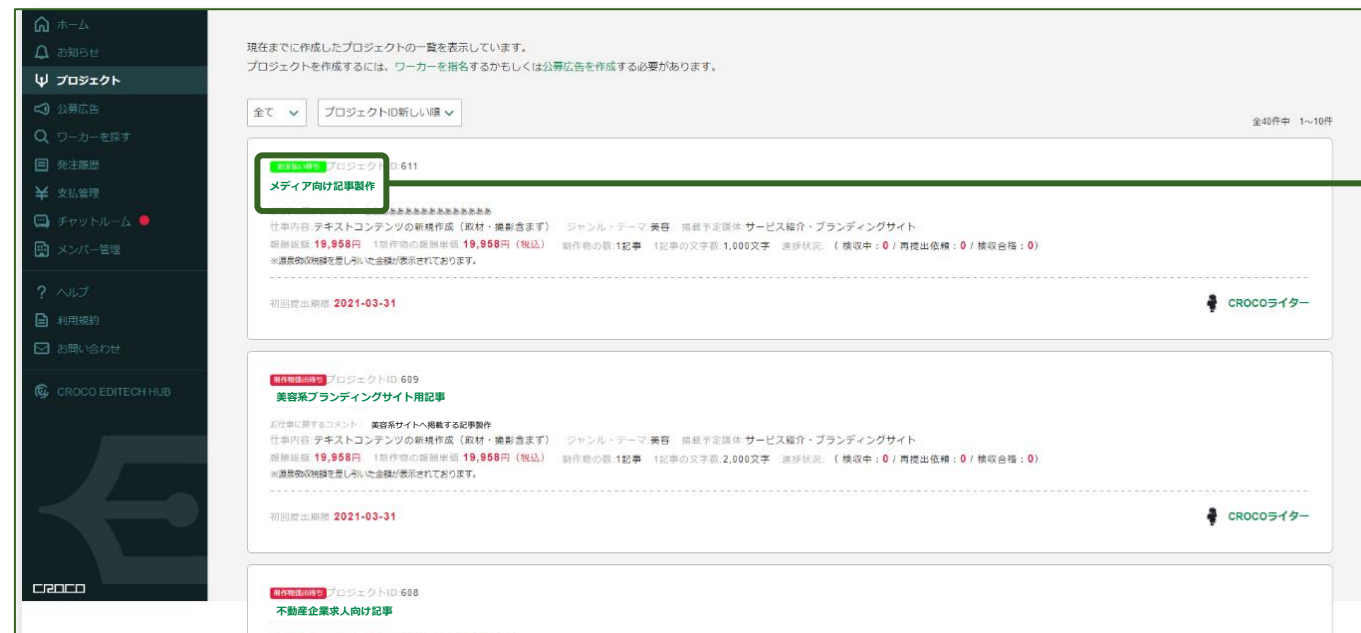 ホーム
お知らせ
プロジェクト
公募広告
ワーカーを探す
発注履歴
支払管理
チャットルーム
メンバー管理
ヘルプ
利用規約
お問い合わせ
CROCO EDITECH HUB
CROCO
現在までに作成したプロジェクトの一覧を表示しています。
プロジェクトを作成するには、ワーカーを指名するかもしくは公募広告を作成する必要があります。
全て プロジェクトID新しい順
全40件中 1～10件
お支払い待ち プロジェクトID:611
メディア向け記事製作
ああああああああああああああ
仕事内容:テキストコンテンツの新規作成（取材・撮影含まず） ジャンル・テーマ:美容 掲載予定媒体:サービス紹介・ブランディングサイト
報酬総額:19,958円 1制作物の報酬単価:19,958円（税込） 制作物の数:1記事 1記事の文字数:1,000文字 進捗状況:（ 検収中：0 / 再提出依頼：0 / 検収合格：0）
※源泉徴収税額を差し引いた金額が表示されております。
初回提出期限:2021-03-31
CROCOライター
制作物提出待ち プロジェクトID:609
美容系ブランディングサイト用記事
お仕事に関するコメント： 美容系サイトへ掲載する記事製作
仕事内容:テキストコンテンツの新規作成（取材・撮影含まず） ジャンル・テーマ:美容 掲載予定媒体:サービス紹介・ブランディングサイト
報酬総額:19,958円 1制作物の報酬単価:19,958円（税込） 制作物の数:1記事 1記事の文字数:2,000文字 進捗状況:（ 検収中：0 / 再提出依頼：0 / 検収合格：0）
※源泉徴収税額を差し引いた金額が表示されております。
初回提出期限:2021-03-31
CROCOライター
制作物提出待ち プロジェクトID:608
不動産企業求人向け記事